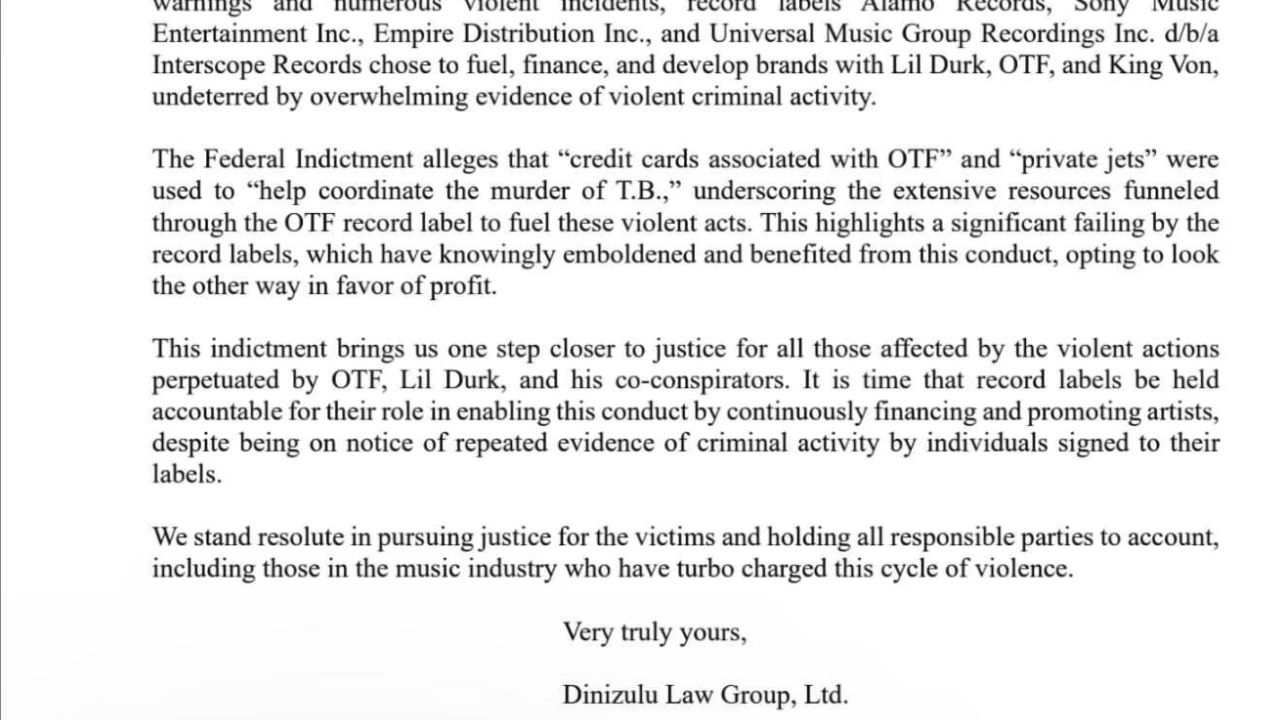 warnings and numerous violent incidents, record labels Alamo Records, Sony Music
Entertainment Inc., Empire Distribution Inc., and Universal Music Group Recordings Inc. d/b/a
Interscope Records chose to fuel, finance, and develop brands with Lil Durk, OTF, and King Von,
undeterred by overwhelming evidence of violent criminal activity.
The Federal Indictment alleges that “credit cards associated with OTF” and “private jets” were
used to “help coordinate the murder of T.B.,” underscoring the extensive resources funneled
through the OTF record label to fuel these violent acts. This highlights a significant failing by the
record labels, which have knowingly emboldened and benefited from this conduct, opting to look
the other way in favor of profit.
This indictment brings us one step closer to justice for all those affected by the violent actions
perpetuated by OTF, Lil Durk, and his co-conspirators. It is time that record labels be held
accountable for their role in enabling this conduct by continuously financing and promoting artists,
despite being on notice of repeated evidence of criminal activity by individuals signed to their
labels.
We stand resolute in pursuing justice for the victims and holding all responsible parties to account,
including those in the music industry who have turbo charged this cycle of violence.
Very truly yours,
Dinizulu Law Group, Ltd.